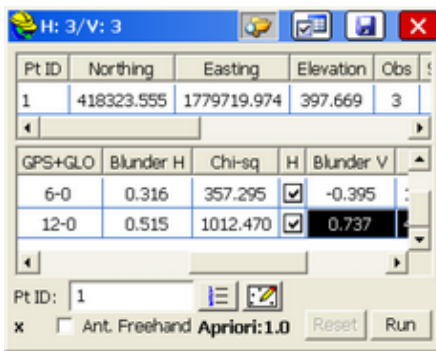 H: 3/V: 3
Pt ID Northing Easting Elevation Obs
1 418323.555 1779719.974 397.669 3
GPS+GLO Blunder H Chi-sq H Blunder V
6-0 0.316 357.295 -0.395
12-0 0.515 1012.470 0.737
Pt ID: 1
x Ant. Freehand Apriori:1.0 Reset Run